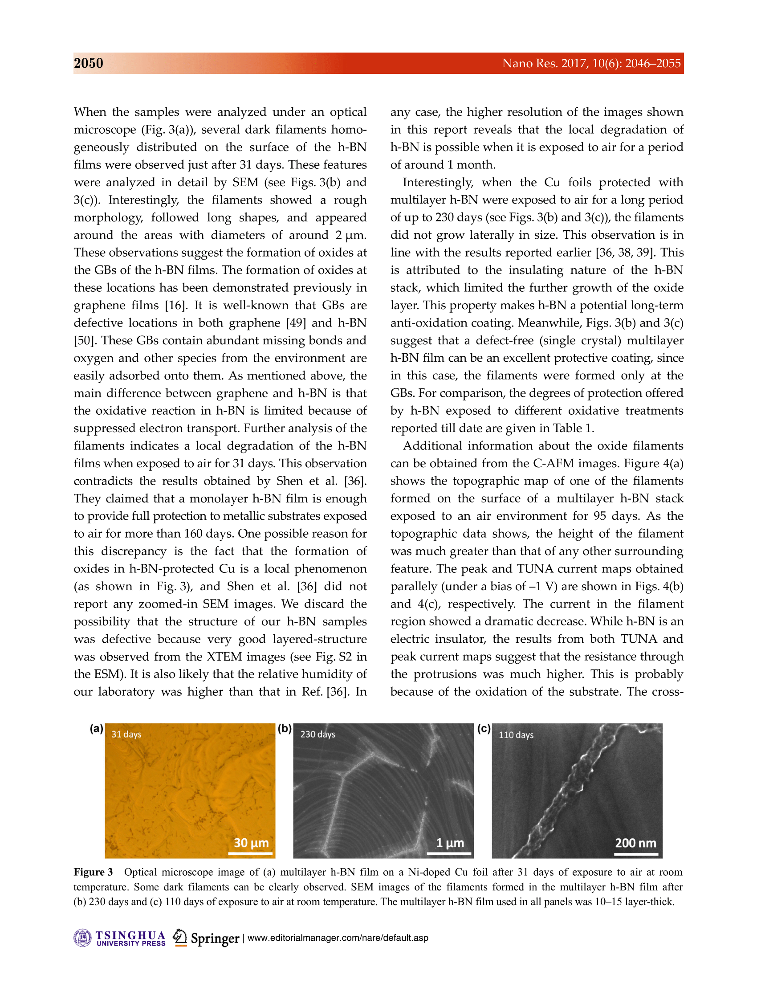 2050
Nano Res. 2017, 10(6): 2046–2055
When the samples were analyzed under an optical
microscope (Fig. 3(a)), several dark filaments homo-
geneously distributed on the surface of the h-BN
films were observed just after 31 days. These features
were analyzed in detail by SEM (see Figs. 3(b) and
3(c)). Interestingly, the filaments showed a rough
morphology, followed long shapes, and appeared
around the areas with diameters of around 2 μm.
These observations suggest the formation of oxides at
the GBs of the h-BN films. The formation of oxides at
these locations has been demonstrated previously in
graphene films [16]. It is well-known that GBs are
defective locations in both graphene [49] and h-BN
[50]. These GBs contain abundant missing bonds and
oxygen and other species from the environment are
easily adsorbed onto them. As mentioned above, the
main difference between graphene and h-BN is that
the oxidative reaction in h-BN is limited because of
suppressed electron transport. Further analysis of the
filaments indicates a local degradation of the h-BN
films when exposed to air for 31 days. This observation
contradicts the results obtained by Shen et al. [36].
They claimed that a monolayer h-BN film is enough
to provide full protection to metallic substrates exposed
to air for more than 160 days. One possible reason for
this discrepancy is the fact that the formation of
oxides in h-BN-protected Cu is a local phenomenon
(as shown in Fig. 3), and Shen et al. [36] did not
report any zoomed-in SEM images. We discard the
possibility that the structure of our h-BN samples
was defective because very good layered-structure
was observed from the XTEM images (see Fig. S2 in
the ESM). It is also likely that the relative humidity of
our laboratory was higher than that in Ref. [36]. In
any case, the higher resolution of the images shown
in this report reveals that the local degradation of
h-BN is possible when it is exposed to air for a period
of around 1 month.
Interestingly, when the Cu foils protected with
multilayer h-BN were exposed to air for a long period
of up to 230 days (see Figs. 3(b) and 3(c)), the filaments
did not grow laterally in size. This observation is in
line with the results reported earlier [36, 38, 39]. This
is attributed to the insulating nature of the h-BN
stack, which limited the further growth of the oxide
layer. This property makes h-BN a potential long-term
anti-oxidation coating. Meanwhile, Figs. 3(b) and 3(c)
suggest that a defect-free (single crystal) multilayer
h-BN film can be an excellent protective coating, since
in this case, the filaments were formed only at the
GBs. For comparison, the degrees of protection offered
by h-BN exposed to different oxidative treatments
reported till date are given in Table 1.
Additional information about the oxide filaments
can be obtained from the C-AFM images. Figure 4(a)
shows the topographic map of one of the filaments
formed on the surface of a multilayer h-BN stack
exposed to an air environment for 95 days. As the
topographic data shows, the height of the filament
was much greater than that of any other surrounding
feature. The peak and TUNA current maps obtained
parallely (under a bias of –1 V) are shown in Figs. 4(b)
and 4(c), respectively. The current in the filament
region showed a dramatic decrease. While h-BN is an
electric insulator, the results from both TUNA and
peak current maps suggest that the resistance through
the protrusions was much higher. This is probably
because of the oxidation of the substrate. The cross-
(a) 31 days
30 μm
(b) 230 days
1 μm
(c) 110 days
200 nm
Figure 3 Optical microscope image of (a) multilayer h-BN film on a Ni-doped Cu foil after 31 days of exposure to air at room
temperature. Some dark filaments can be clearly observed. SEM images of the filaments formed in the multilayer h-BN film after
(b) 230 days and (c) 110 days of exposure to air at room temperature. The multilayer h-BN film used in all panels was 10–15 layer-thick.
TSINGHUA
UNIVERSITY PRESS
Springer | www.editorialmanager.com/nare/default.asp